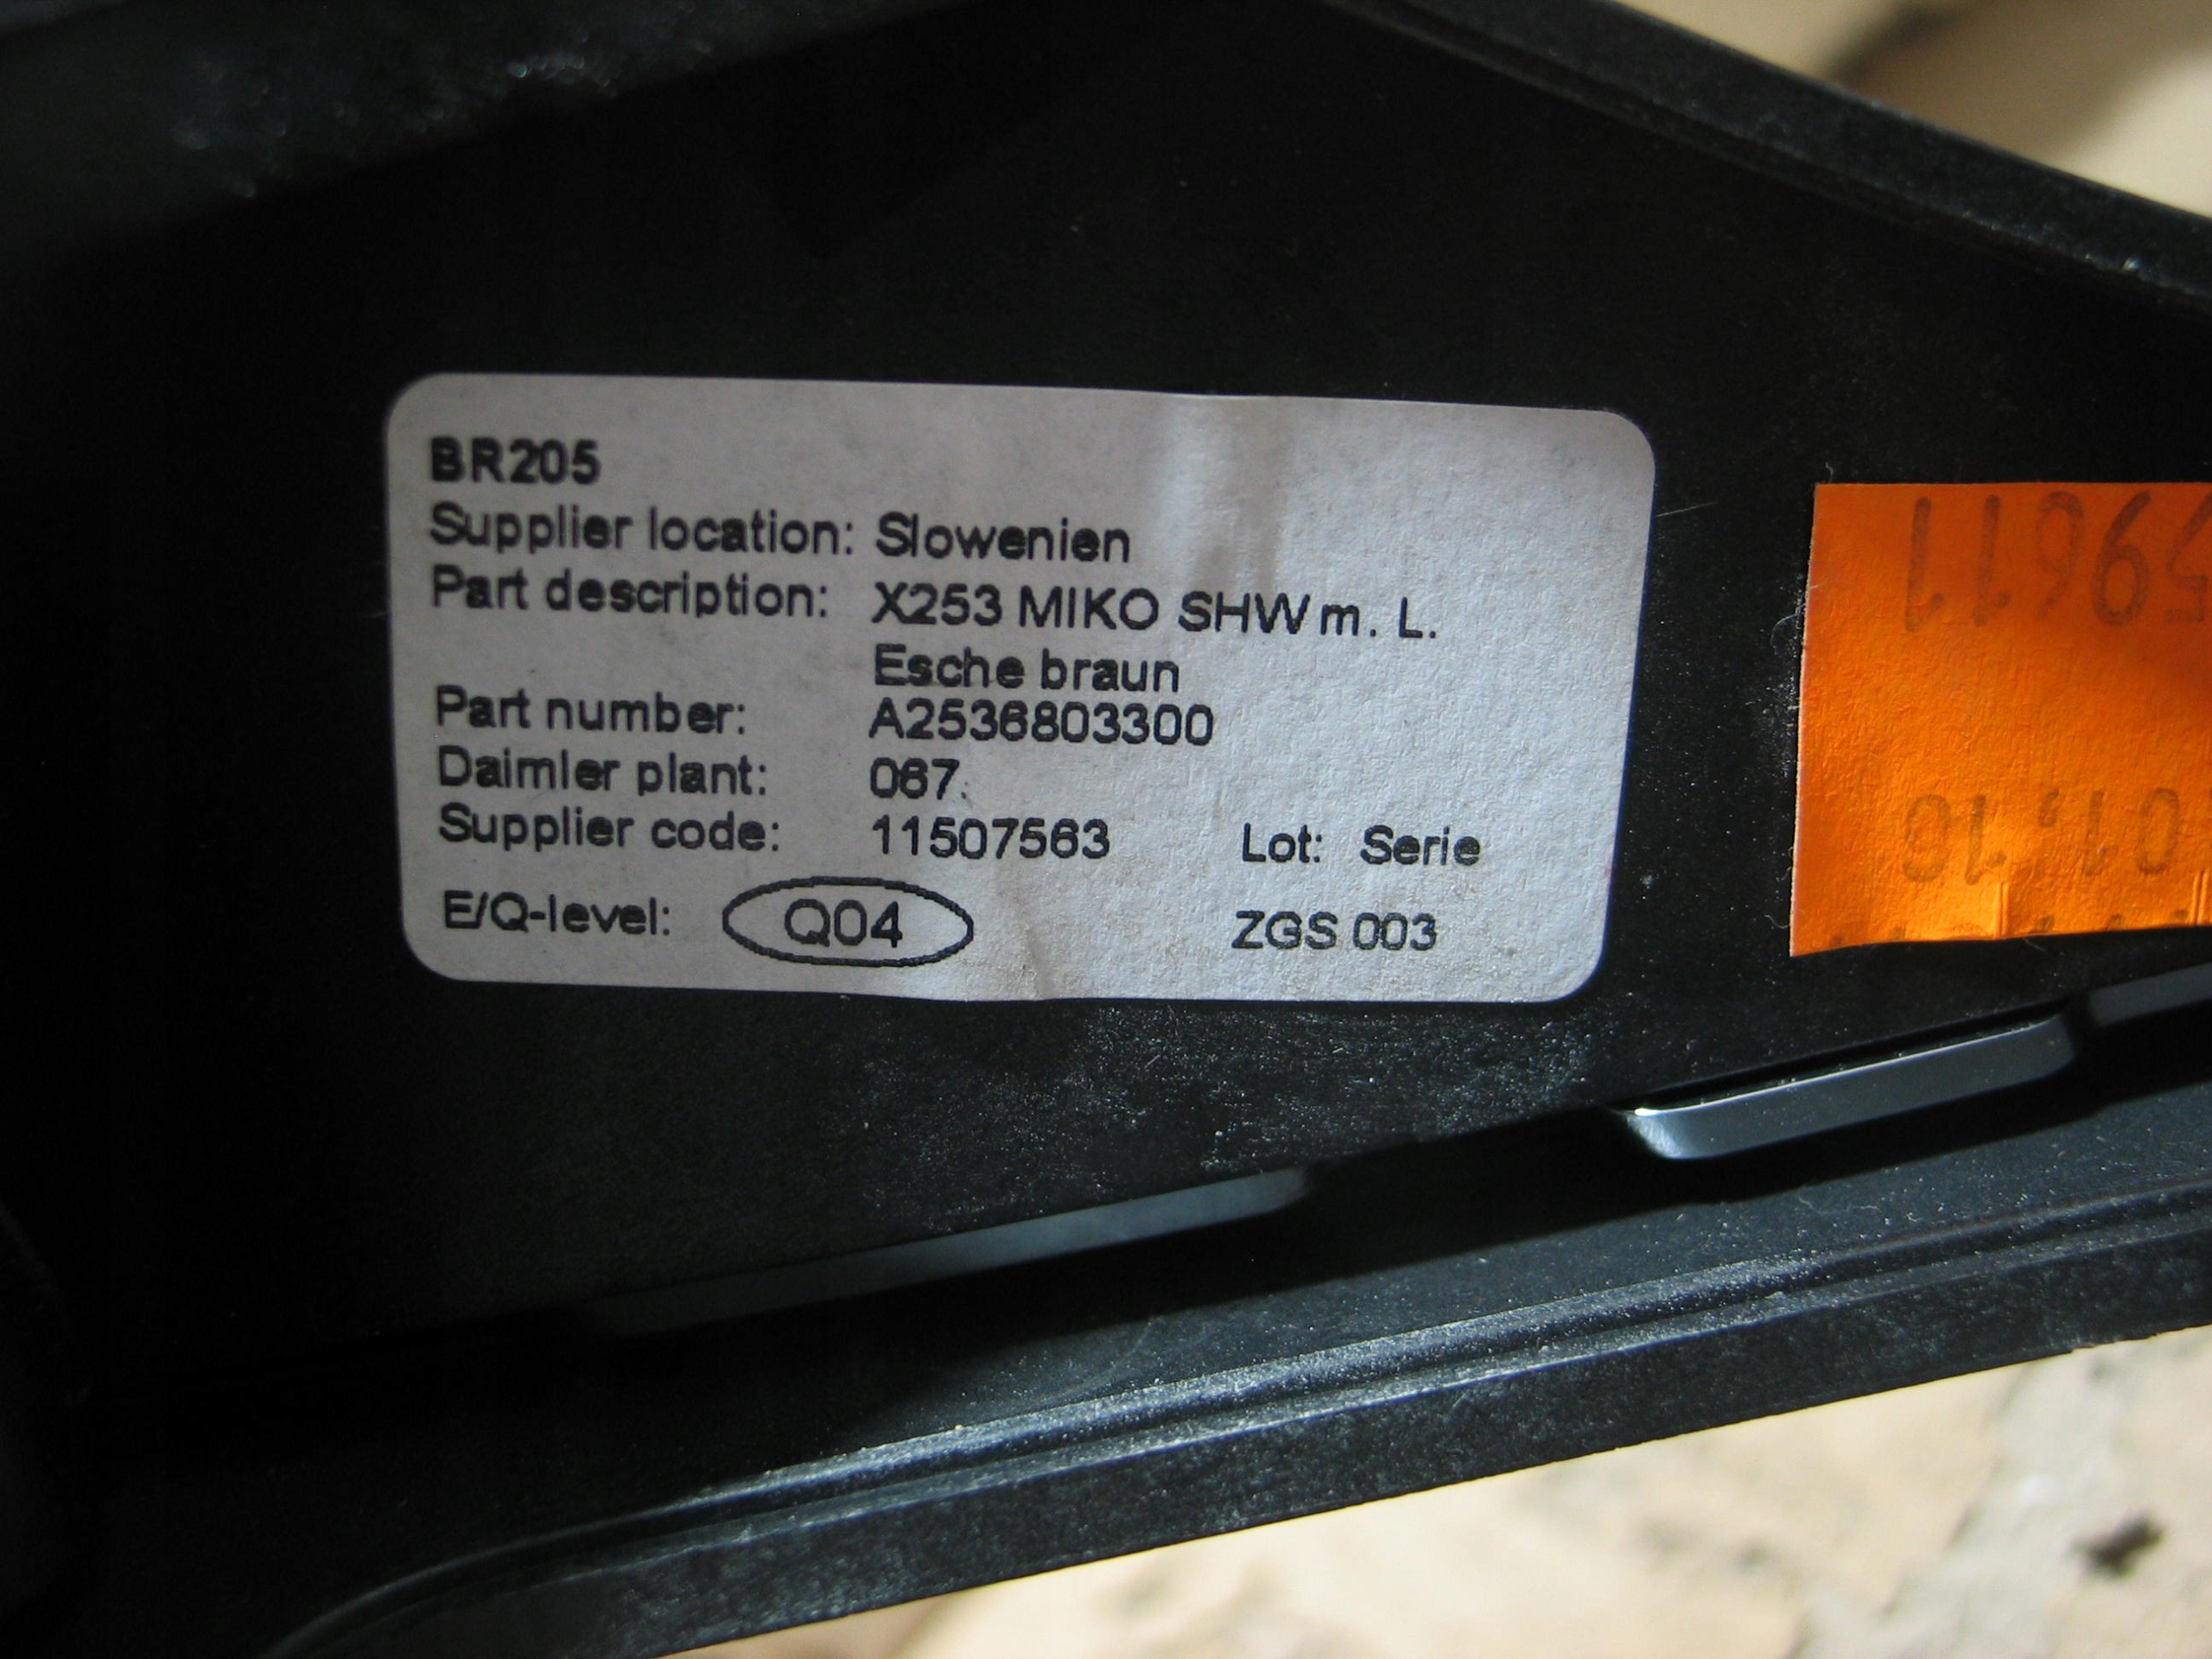 BR205
Supplier location: Slowenien
Part description: X253 MIKO SHW m. L.
Esche braun
Part number: A2536803300
Daimler plant: 067
Supplier code: 11507563 Lot: Serie
E/Q-level: Q04 ZGS 003